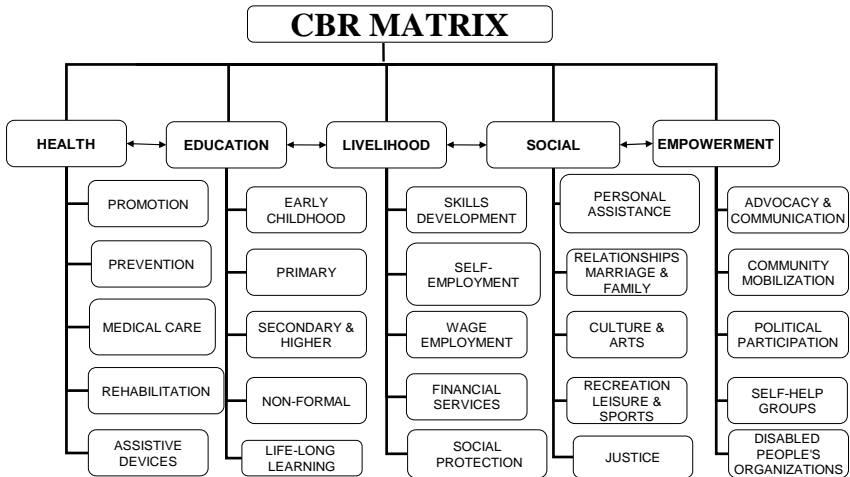 CBR MATRIX
HEALTH
EDUCATION
LIVELIHOOD
SOCIAL
EMPOWERMENT
PROMOTION
PREVENTION
MEDICAL CARE
REHABILITATION
ASSISTIVE
DEVICES
EARLY
CHILDHOOD
PRIMARY
SECONDARY &
HIGHER
NON-FORMAL
LIFE-LONG
LEARNING
SKILLS
DEVELOPMENT
SELF-
EMPLOYMENT
WAGE
EMPLOYMENT
FINANCIAL
SERVICES
SOCIAL
PROTECTION
PERSONAL
ASSISTANCE
RELATIONSHIPS
MARRIAGE &
FAMILY
CULTURE &
ARTS
RECREATION
LEISURE &
SPORTS
JUSTICE
ADVOCACY &
COMMUNICATION
COMMUNITY
MOBILIZATION
POLITICAL
PARTICIPATION
SELF-HELP
GROUPS
DISABLED
PEOPLE'S
ORGANIZATIONS